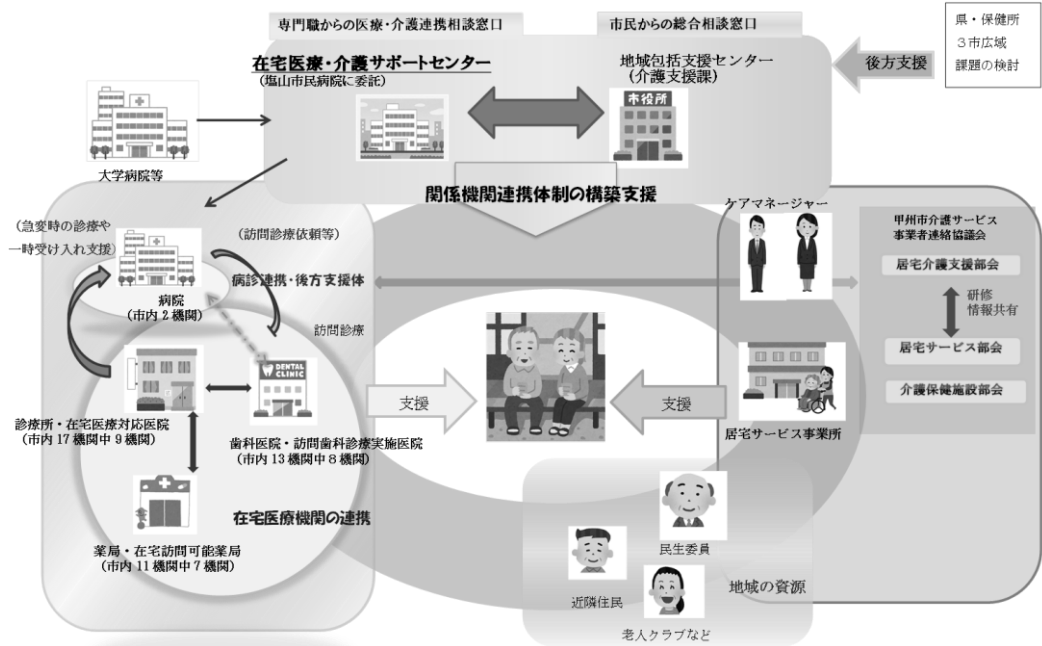 専門職からの医療・介護連携相談窓口
市民からの総合相談窓口
県・保健所
3市広域
課題の検討
後方支援
在宅医療・介護サポートセンター
(塩山市民病院に委託)
地域包括支援センター
(介護支援課)
市役所
大学病院等
関係機関連携体制の構築支援
(急変時の診療や
一時受け入れ支援)
(訪問診療依頼等)
病診連携・後方支援体
病院
(市内2機関)
訪問診療
DENTAL
CLINIC
診療所・在宅医療対応医院
(市内17機関中9機関)
歯科医院・訪問歯科診療実施医院
(市内13機関中8機関)
在宅医療機関の連携
薬局・在宅訪問可能薬局
(市内11機関中7機関)
支援
支援
ケアマネージャー
居宅サービス事業所
甲州市介護サービス
事業者連絡協議会
居宅介護支援部会
研修
情報共有
居宅サービス部会
介護保健施設部会
民生委員
近隣住民
地域の資源
老人クラブなど